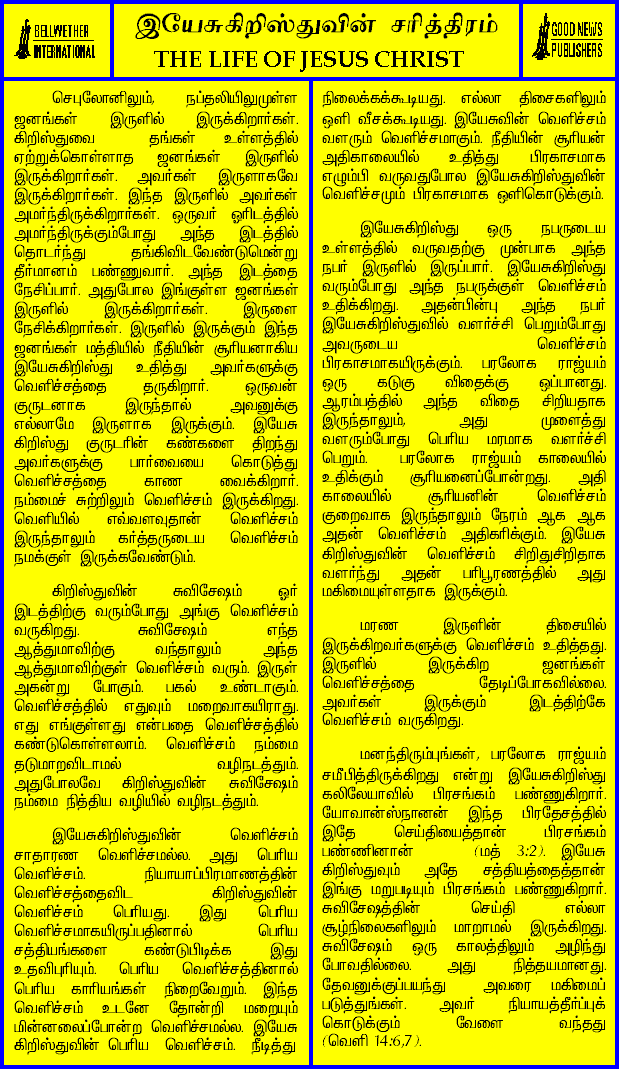 BELLWETHER
INTERNATIONAL
இயேசுகிறிஸ்துவின் சரித்திரம்
THE LIFE OF JESUS CHRIST
GOOD NEWS
PUBLISHERS
செபுலோனிலும், நப்தலியிலுமுள்ள
ஜனங்கள் இருளில் இருக்கிறார்கள்.
கிறிஸ்துவை தங்கள் உள்ளத்தில்
ஏற்றுக்கொள்ளாத ஜனங்கள் இருளில்
இருக்கிறார்கள். அவர்கள் இருளாகவே
இருக்கிறார்கள். இந்த இருளில் அவர்கள்
அமர்ந்திருக்கிறார்கள். ஒருவர் ஓரிடத்தில்
அமர்ந்திருக்கும்போது அந்த இடத்தில்
தொடர்ந்து தங்கிவிடவேண்டுமென்று
தீர்மானம் பண்ணுவார். அந்த இடத்தை
நேசிப்பார். அதுபோல இங்குள்ள ஜனங்கள்
இருளில் இருக்கிறார்கள். இருளை
நேசிக்கிறார்கள். இருளில் இருக்கும் இந்த
ஜனங்கள் மத்தியில் நீதியின் சூரியனாகிய
இயேசுகிறிஸ்து உதித்து அவர்களுக்கு
வெளிச்சத்தை தருகிறார். ஒருவன்
குருடனாக இருந்தால் அவனுக்கு
எல்லாமே இருளாக இருக்கும். இயேசு
கிறிஸ்து குருடரின் கண்களை திறந்து
அவர்களுக்கு பார்வையை கொடுத்து
வெளிச்சத்தை காண வைக்கிறார்.
நம்மைச் சுற்றிலும் வெளிச்சம் இருக்கிறது.
வெளியில் எவ்வளவுதான் வெளிச்சம்
இருந்தாலும் கர்த்தருடைய வெளிச்சம்
நமக்குள் இருக்கவேண்டும்.
கிறிஸ்துவின் சுவிசேஷம் ஓர்
இடத்திற்கு வரும்போது அங்கு வெளிச்சம்
வருகிறது. சுவிசேஷம் எந்த
ஆத்துமாவிற்கு வந்தாலும் அந்த
ஆத்துமாவிற்குள் வெளிச்சம் வரும். இருள்
அகன்று போகும். பகல் உண்டாகும்.
வெளிச்சத்தில் எதுவும் மறைவாகயிராது.
எது எங்குள்ளது என்பதை வெளிச்சத்தில்
கண்டுகொள்ளலாம். வெளிச்சம் நம்மை
தடுமாறவிடாமல் வழிநடத்தும்.
அதுபோலவே கிறிஸ்துவின் சுவிசேஷம்
நம்மை நித்திய வழியில் வழிநடத்தும்.
இயேசுகிறிஸ்துவின் வெளிச்சம்
சாதாரண வெளிச்சமல்ல. அது பெரிய
வெளிச்சம். நியாயாப்பிரமாணத்தின்
வெளிச்சத்தைவிட கிறிஸ்துவின்
வெளிச்சம் பெரியது. இது பெரிய
வெளிச்சமாகயிருப்பதினால் பெரிய
சத்தியங்களை கண்டுபிடிக்க இது
உதவிபுரியும். பெரிய வெளிச்சத்தினால்
பெரிய காரியங்கள் நிறைவேறும். இந்த
வெளிச்சம் உடனே தோன்றி மறையும்
மின்னலைப்போன்ற வெளிச்சமல்ல. இயேசு
கிறிஸ்துவின் பெரிய வெளிச்சம். நீடித்து
நிலைக்கக்கூடியது. எல்லா திசைகளிலும்
ஒளி வீசக்கூடியது. இயேசுவின் வெளிச்சம்
வளரும் வெளிச்சமாகும். நீதியின் சூரியன்
அதிகாலையில் உதித்து பிரகாசமாக
எழும்பி வருவதுபோல இயேசுகிறிஸ்துவின்
வெளிச்சமும் பிரகாசமாக ஒளிகொடுக்கும்.
இயேசுகிறிஸ்து ஒரு நபருடைய
உள்ளத்தில் வருவதற்கு முன்பாக அந்த
நபர் இருளில் இருப்பார். இயேசுகிறிஸ்து
வரும்போது அந்த நபருக்குள் வெளிச்சம்
உதிக்கிறது. அதன்பின்பு அந்த நபர்
இயேசுகிறிஸ்துவில் வளர்ச்சி பெறும்போது
அவருடைய வெளிச்சம்
பிரகாசமாகயிருக்கும். பரலோக ராஜ்யம்
ஒரு கடுகு விதைக்கு ஒப்பானது.
ஆரம்பத்தில் அந்த விதை சிறியதாக
இருந்தாலும், அது முளைத்து
வளரும்போது பெரிய மரமாக வளர்ச்சி
பெறும். பரலோக ராஜ்யம் காலையில்
உதிக்கும் சூரியனைப்போன்றது. அதி
காலையில் சூரியனின் வெளிச்சம்
குறைவாக இருந்தாலும் நேரம் ஆக ஆக
அதன் வெளிச்சம் அதிகரிக்கும். இயேசு
கிறிஸ்துவின் வெளிச்சம் சிறிதுசிறிதாக
வளர்ந்து அதன் பரிபூரணத்தில் அது
மகிமையுள்ளதாக இருக்கும்.
மரண இருளின் திசையில்
இருக்கிறவர்களுக்கு வெளிச்சம் உதித்தது.
இருளில் இருக்கிற ஜனங்கள்
வெளிச்சத்தை தேடிப்போகவில்லை.
அவர்கள் இருக்கும் இடத்திற்கே
வெளிச்சம் வருகிறது.
மனந்திரும்புங்கள், பரலோக ராஜ்யம்
சமீபித்திருக்கிறது என்று இயேசுகிறிஸ்து
கலிலேயாவில் பிரசங்கம் பண்ணுகிறார்.
யோவான்ஸ்நானன் இந்த பிரதேசத்தில்
இதே செய்தியைத்தான் பிரசங்கம்
பண்ணினான் (மத் 3:2). இயேசு
கிறிஸ்துவும் அதே சத்தியத்தைத்தான்
இங்கு மறுபடியும் பிரசங்கம் பண்ணுகிறார்.
சுவிசேஷத்தின் செய்தி எல்லா
சூழ்நிலைகளிலும் மாறாமல் இருக்கிறது.
சுவிசேஷம் ஒரு காலத்திலும் அழிந்து
போவதில்லை. அது நித்தயமானது.
தேவனுக்குப்பயந்து அவரை மகிமைப்
படுத்துங்கள். அவர் நியாயத்தீர்ப்புக்
கொடுக்கும் வேளை வந்தது
(வெளி 14:6,7).